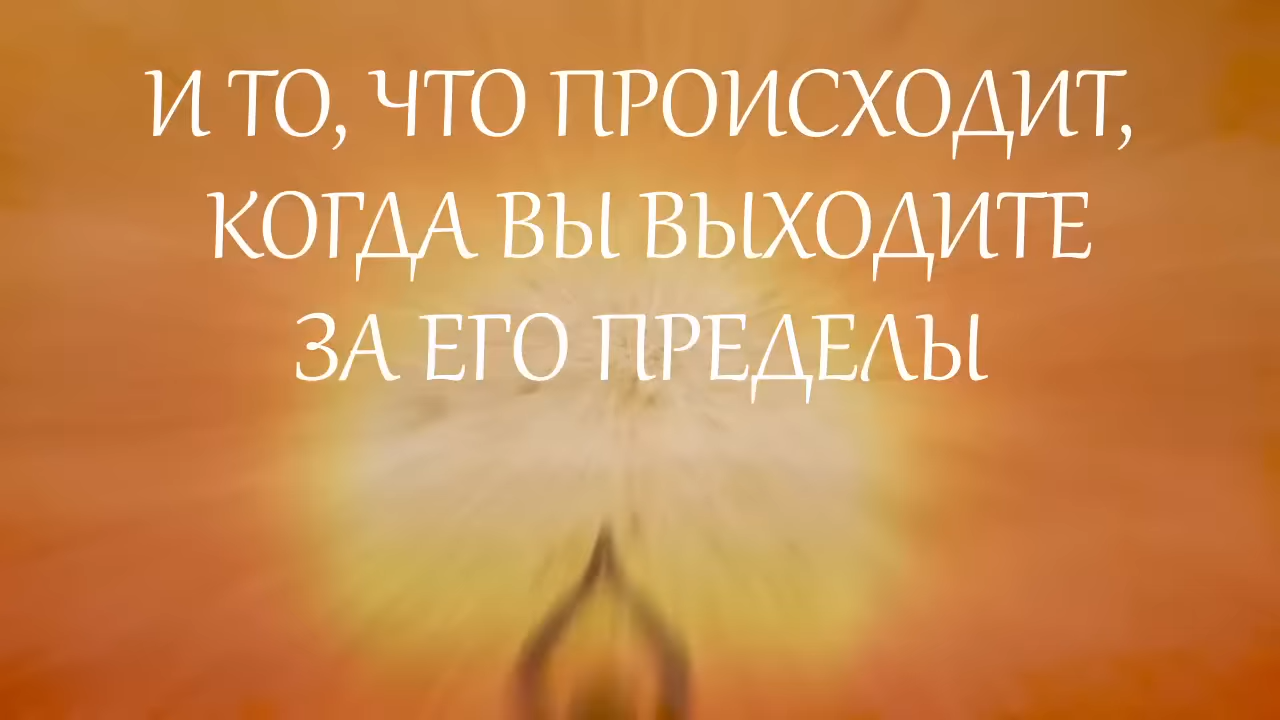 И ТО, ЧТО ПРОИСХОДИТ,
КОГДА ВЫ ВЫХОДИТЕ
ЗА ЕГО ПРЕДЕЛЫ